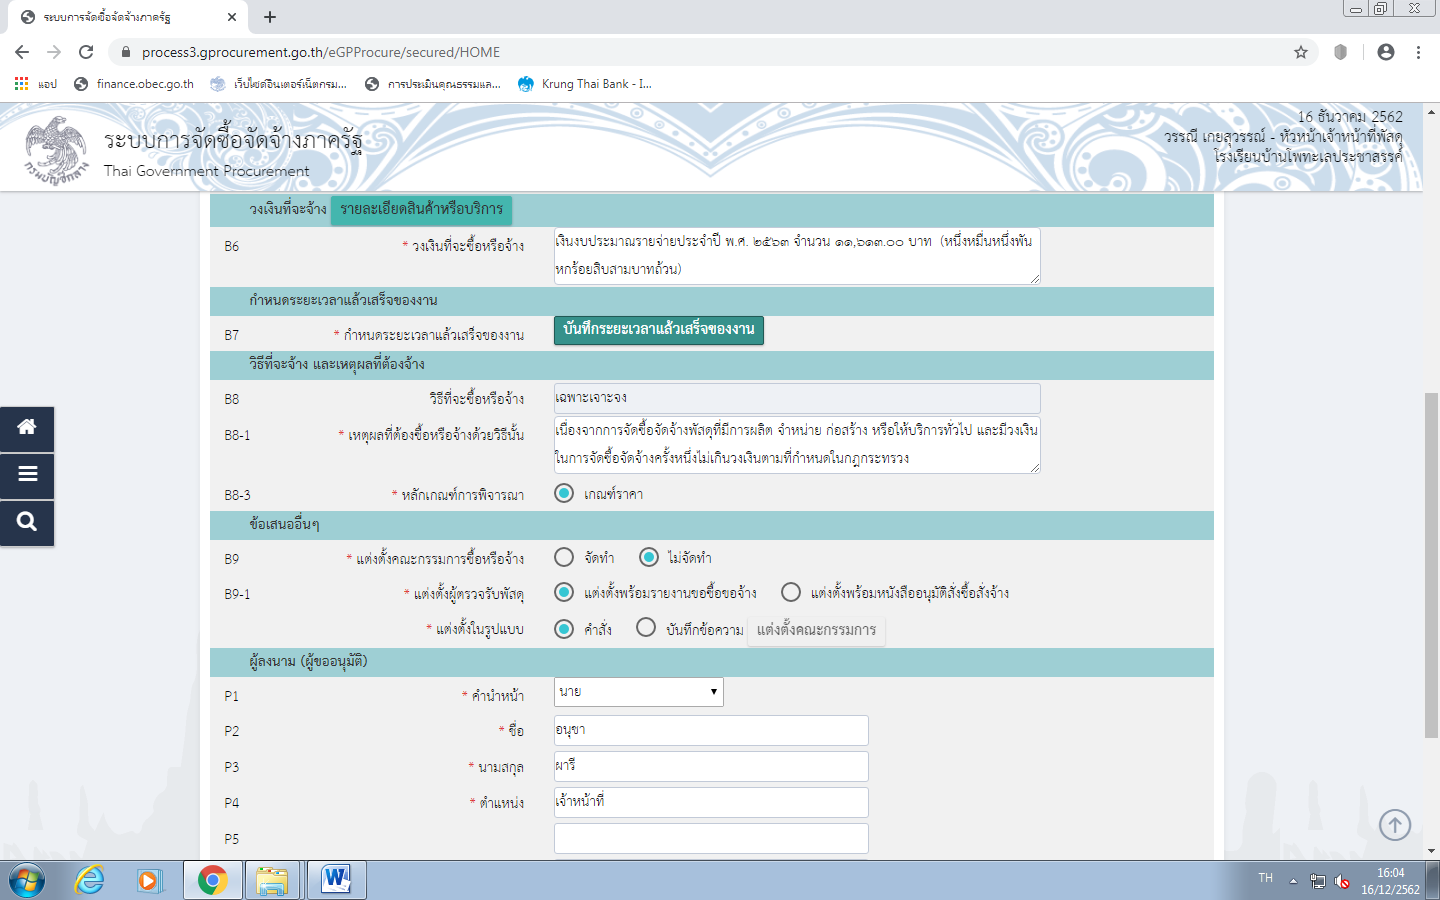 ระบบการจัดซื้อจัดจ้างภาครัฐ
process3.gprocurement.go.th/eGPProcure/secured/HOME
แอป finance.obec.go.th เว็บไซต์อินเตอร์เน็ตกรม... การประเมินคุณธรรมแล... Krung Thai Bank - I...
ระบบการจัดซื้อจัดจ้างภาครัฐ
Thai Government Procurement
16 ธันวาคม 2562
วรรณี เกยสุวรรณ์ - หัวหน้าเจ้าหน้าที่พัสดุ
โรงเรียนบ้านโพทะเลประชาสรรค์
กรมบัญชีกลาง
วงเงินที่จะจ้าง รายละเอียดสินค้าหรือบริการ
B6 * วงเงินที่จะซื้อหรือจ้าง เงินงบประมาณรายจ่ายประจำปี พ.ศ. ๒๕๖๓ จำนวน ๑๑,๖๑๓.๐๐ บาท (หนึ่งหมื่นหนึ่งพัน
หกร้อยสิบสามบาทถ้วน)
กำหนดระยะเวลาแล้วเสร็จของงาน
B7 * กำหนดระยะเวลาแล้วเสร็จของงาน บันทึกระยะเวลาแล้วเสร็จของงาน
วิธีที่จะจ้าง และเหตุผลที่ต้องจ้าง
B8 วิธีที่จะซื้อหรือจ้าง เฉพาะเจาะจง
B8-1 * เหตุผลที่ต้องซื้อหรือจ้างด้วยวิธีนั้น เนื่องจากการจัดซื้อจัดจ้างพัสดุที่มีการผลิต จำหน่าย ก่อสร้าง หรือให้บริการทั่วไป และมีวงเงิน
ในการจัดซื้อจัดจ้างครั้งหนึ่งไม่เกินวงเงินตามที่กำหนดในกฎกระทรวง
B8-3 * หลักเกณฑ์การพิจารณา เกณฑ์ราคา
ข้อเสนออื่นๆ
B9 * แต่งตั้งคณะกรรมการซื้อหรือจ้าง จัดทำ ไม่จัดทำ
B9-1 * แต่งตั้งผู้ตรวจรับพัสดุ แต่งตั้งพร้อมรายงานขอซื้อขอจ้าง แต่งตั้งพร้อมหนังสืออนุมัติสั่งซื้อสั่งจ้าง
* แต่งตั้งในรูปแบบ คำสั่ง บันทึกข้อความ แต่งตั้งคณะกรรมการ
ผู้ลงนาม (ผู้ขออนุมัติ)
P1 * คำนำหน้า นาย
P2 * ชื่อ อนุขา
P3 * นามสกุล ผารี
P4 * ตำแหน่ง เจ้าหน้าที่
P5
TH 16:04
16/12/2562